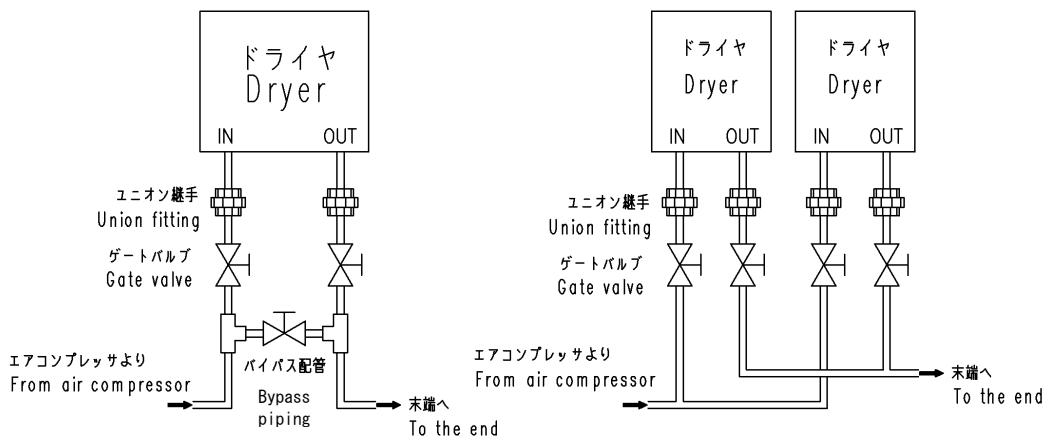 ドライヤ
Dryer
IN
OUT
ユニオン継手
Union fitting
ゲートバルブ
Gate valve
エアコンプレッサより
From air compressor
バイパス配管
Bypass
piping
末端へ
To the end
ドライヤ
Dryer
IN
OUT
ドライヤ
Dryer
IN
OUT
ユニオン継手
Union fitting
ゲートバルブ
Gate valve
エアコンプレッサより
From air compressor
末端へ
To the end